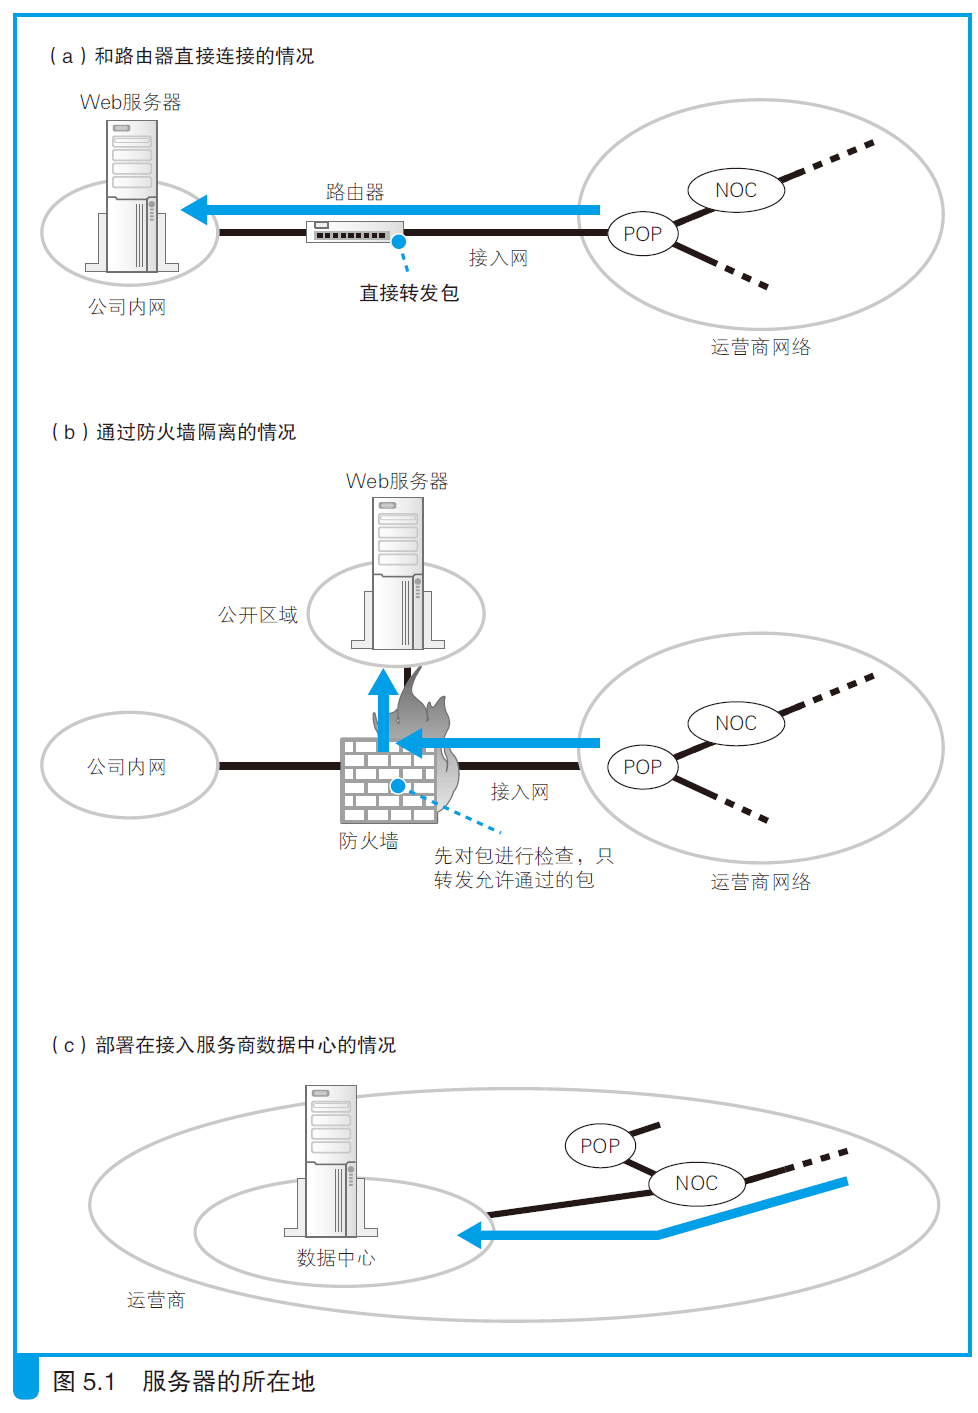 （a）和路由器直接连接的情况
Web服务器
路由器
NOC
POP
接入网
直接转发包
公司内网
运营商网络
（b）通过防火墙隔离的情况
Web服务器
公开区域
NOC
公司内网
POP
接入网
防火墙
先对包进行检查，只
转发允许通过的包
运营商网络
（c）部署在接入服务商数据中心的情况
POP
NOC
数据中心
运营商
图 5.1　服务器的所在地